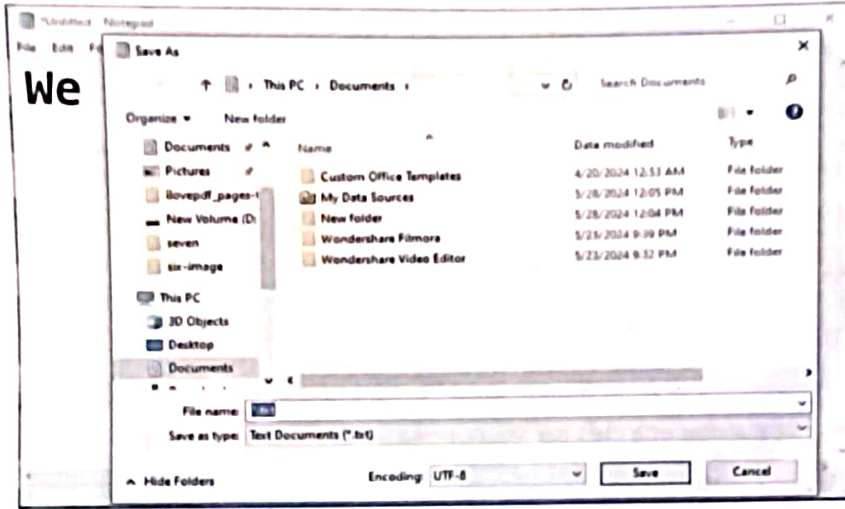 *Untitled - Notepad
File Edit
We
Save As
This PC › Documents ›
Search Documents
Organize
New folder
Name
Date modified
Type
Documents
Pictures
ilovepdf_pages-t
New Volume (D:
seven
six-image
This PC
3D Objects
Desktop
Documents
Custom Office Templates 4/20/2024 12:53 AM File folder
My Data Sources 5/28/2024 12:05 PM File folder
New folder 5/28/2024 12:04 PM File folder
Wondershare Filmora 5/23/2024 9:39 PM File folder
Wondershare Video Editor 5/23/2024 9:32 PM File folder
File name:
Save as type: Text Documents (*.txt)
Hide Folders
Encoding: UTF-8
Save
Cancel